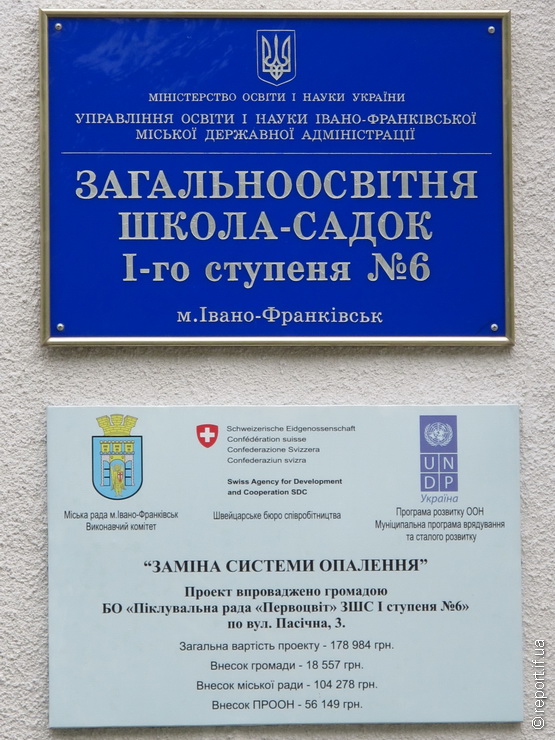 МІНІСТЕРСТВО ОСВІТИ І НАУКИ УКРАЇНИ
УПРАВЛІННЯ ОСВІТИ І НАУКИ ІВАНО-ФРАНКІВСЬКОЇ
МІСЬКОЇ ДЕРЖАВНОЇ АДМІНІСТРАЦІЇ
ЗАГАЛЬНООСВІТНЯ
ШКОЛА-САДОК
І-го ступеня №6
м.Івано-Франківськ
Міська рада м.Івано-Франківськ
Виконавчий комітет
Schweizerische Eidgenossenschaft
Confédération suisse
Confederazione Svizzera
Confederaziun svizra
Swiss Agency for Development
and Cooperation SDC
Швейцарське бюро співробітництва
UN
DP
Україна
Програма розвитку ООН
Муніципальна програма врядування
та сталого розвитку
“ЗАМІНА СИСТЕМИ ОПАЛЕННЯ”
Проект впроваджено громадою
БО «Піклувальна рада «Первоцвіт» ЗШС І ступеня №6»
по вул. Пасічна, 3.
Загальна вартість проекту - 178 984 грн.
Внесок громади - 18 557 грн.
Внесок міської ради - 104 278 грн.
Внесок ПРООН - 56 149 грн.
©report.if.ua